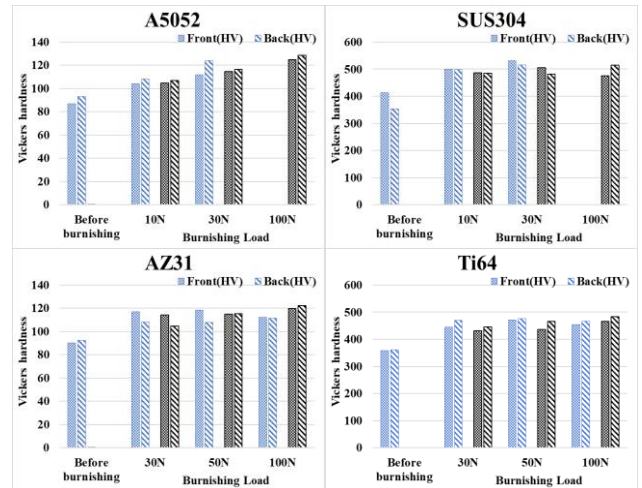 A5052
Front(HV) Back(HV)
Vickers hardness
140
120
100
80
60
40
20
0
Before burnishing 10N 30N 100N
Burnishing Load
SUS304
Front(HV) Back(HV)
Vickers hardness
600
500
400
300
200
100
0
Before burnishing 10N 30N 100N
Burnishing Load
AZ31
Front(HV) Back(HV)
Vickers hardness
140
120
100
80
60
40
20
0
Before burnishing 30N 50N 100N
Burnishing Load
Ti64
Front(HV) Back(HV)
Vickers hardness
600
500
400
300
200
100
0
Before burnishing 30N 50N 100N
Burnishing Load